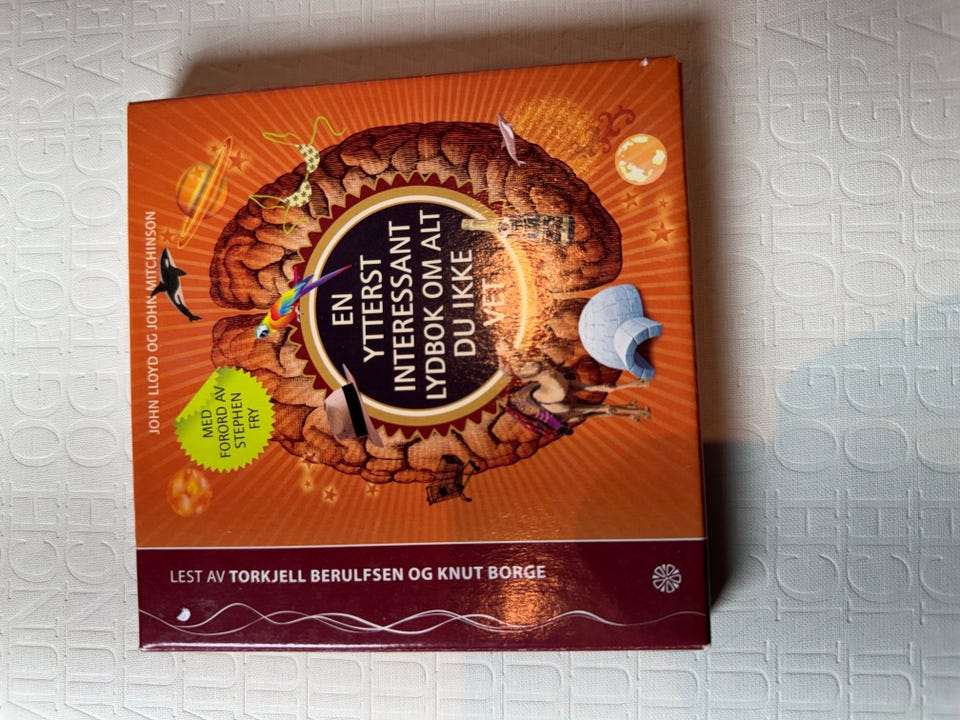 JOHN LLOYD OG JOHN MITCHINSON
EN
YTTERST
INTERESSANT
LYDBOK OM ALT
DU IKKE
VET
MED
FORORD AV
STEPHEN
FRY
LEST AV TORKJELL BERULFSEN OG KNUT BORGE